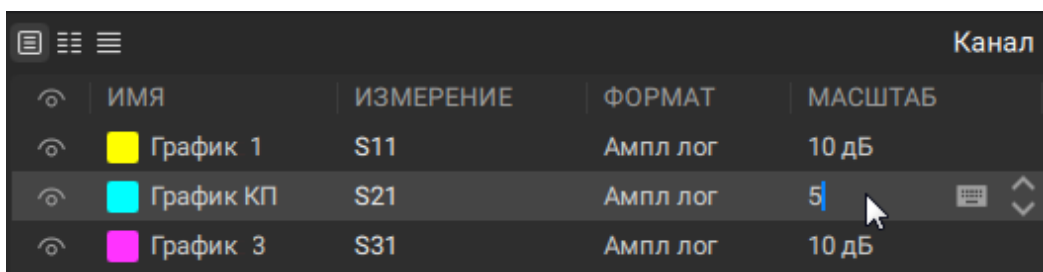 Канал
ИМЯ ИЗМЕРЕНИЕ ФОРМАТ МАСШТАБ
График 1 S11 Ампл лог 10 дБ
График КП S21 Ампл лог 5
График 3 S31 Ампл лог 10 дБ